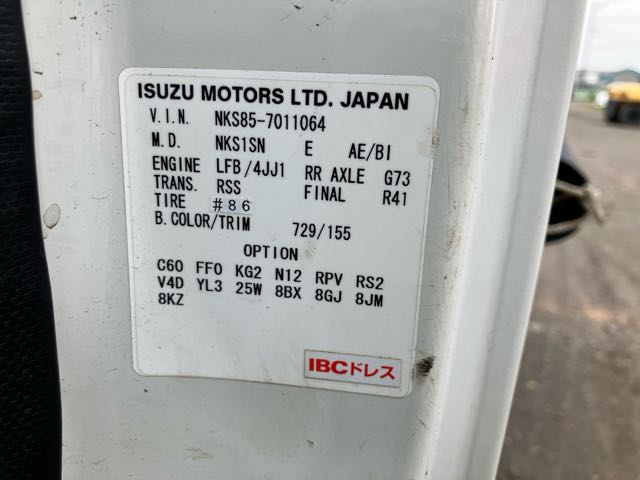 ISUZU MOTORS LTD. JAPAN
V.I.N. NKS85-7011064
M.D. NKS1SN E AE/BI
ENGINE LFB/4JJ1 RR AXLE G73
TRANS. RSS FINAL R41
TIRE #86
B.COLOR/TRIM 729/155
OPTION
C60 FF0 KG2 N12 RPV RS2
V4D YL3 25W 8BX 8GJ 8JM
8KZ
IBCドレス